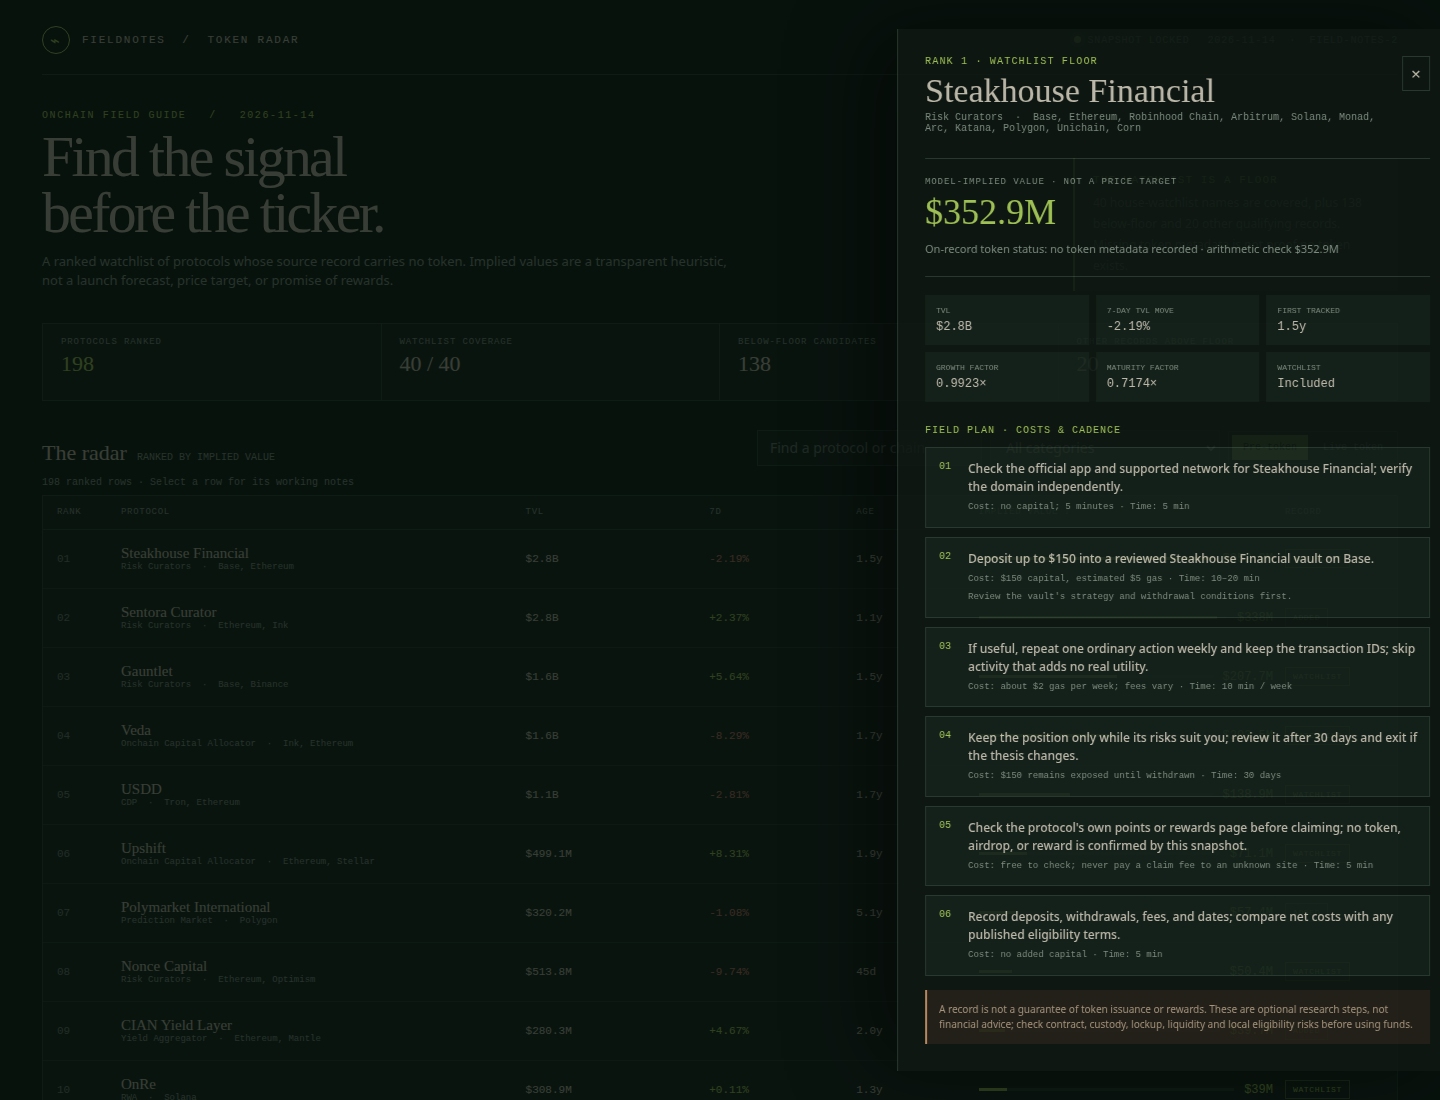 FIELDNOTES / TOKEN RADAR
ONCHAIN FIELD GUIDE / 2026-11-14
Find the signal
before the ticker.
A ranked watchlist of protocols whose source record carries no token. Implied values are a transparent heuristic,
not a launch forecast, price target, or promise of rewards.
PROTOCOLS RANKED
198
WATCHLIST COVERAGE
40 / 40
BELOW-FLOOR CANDIDATES
138
20
The radar RANKED BY IMPLIED VALUE
Find a protocol or c
All categories
198 ranked rows · Select a row for its working notes
RANK PROTOCOL TVL 7D AGE
01 Steakhouse Financial $2.8B -2.19% 1.5y
Risk Curators · Base, Ethereum
02 Sentora Curator $2.8B +2.37% 1.1y
Risk Curators · Ethereum, Ink
03 Gauntlet $1.6B +5.64% 1.5y
Risk Curators · Base, Binance
04 Veda $1.6B -8.29% 1.7y
Onchain Capital Allocator · Ink, Ethereum
05 USDD $1.1B -2.81% 1.7y
CDP · Tron, Ethereum
06 Upshift $499.1M +8.31% 1.9y
Onchain Capital Allocator · Ethereum, Stellar
07 Polymarket International $320.2M -1.08% 5.1y
Prediction Market · Polygon
08 Nonce Capital $513.8M -9.74% 45d
Risk Curators · Ethereum, Optimism
09 CIAN Yield Layer $280.3M +4.67% 2.0y
Yield Aggregator · Ethereum, Mantle
10 OnRe $308.9M +0.11% 1.3y $39M WATCHLIST
RWA · Solana
RANK 1 · WATCHLIST FLOOR
Steakhouse Financial
×
Risk Curators · Base, Ethereum, Robinhood Chain, Arbitrum, Solana, Monad,
Arc, Katana, Polygon, Unichain, Corn
MODEL-IMPLIED VALUE · NOT A PRICE TARGET
$352.9M
On-record token status: no token metadata recorded · arithmetic check $352.9M
TVL
$2.8B
7-DAY TVL MOVE
-2.19%
FIRST TRACKED
1.5y
GROWTH FACTOR
0.9923×
MATURITY FACTOR
0.7174×
WATCHLIST
Included
FIELD PLAN · COSTS & CADENCE
01 Check the official app and supported network for Steakhouse Financial; verify
the domain independently.
Cost: no capital; 5 minutes · Time: 5 min
02 Deposit up to $150 into a reviewed Steakhouse Financial vault on Base.
Cost: $150 capital, estimated $5 gas · Time: 10–20 min
Review the vault's strategy and withdrawal conditions first.
03 If useful, repeat one ordinary action weekly and keep the transaction IDs; skip
activity that adds no real utility.
Cost: about $2 gas per week; fees vary · Time: 10 min / week
04 Keep the position only while its risks suit you; review it after 30 days and exit if
the thesis changes.
Cost: $150 remains exposed until withdrawn · Time: 30 days
05 Check the protocol's own points or rewards page before claiming; no token,
airdrop, or reward is confirmed by this snapshot.
Cost: free to check; never pay a claim fee to an unknown site · Time: 5 min
06 Record deposits, withdrawals, fees, and dates; compare net costs with any
published eligibility terms.
Cost: no added capital · Time: 5 min
A record is not a guarantee of token issuance or rewards. These are optional research steps, not
financial advice; check contract, custody, lockup, liquidity and local eligibility risks before using funds.